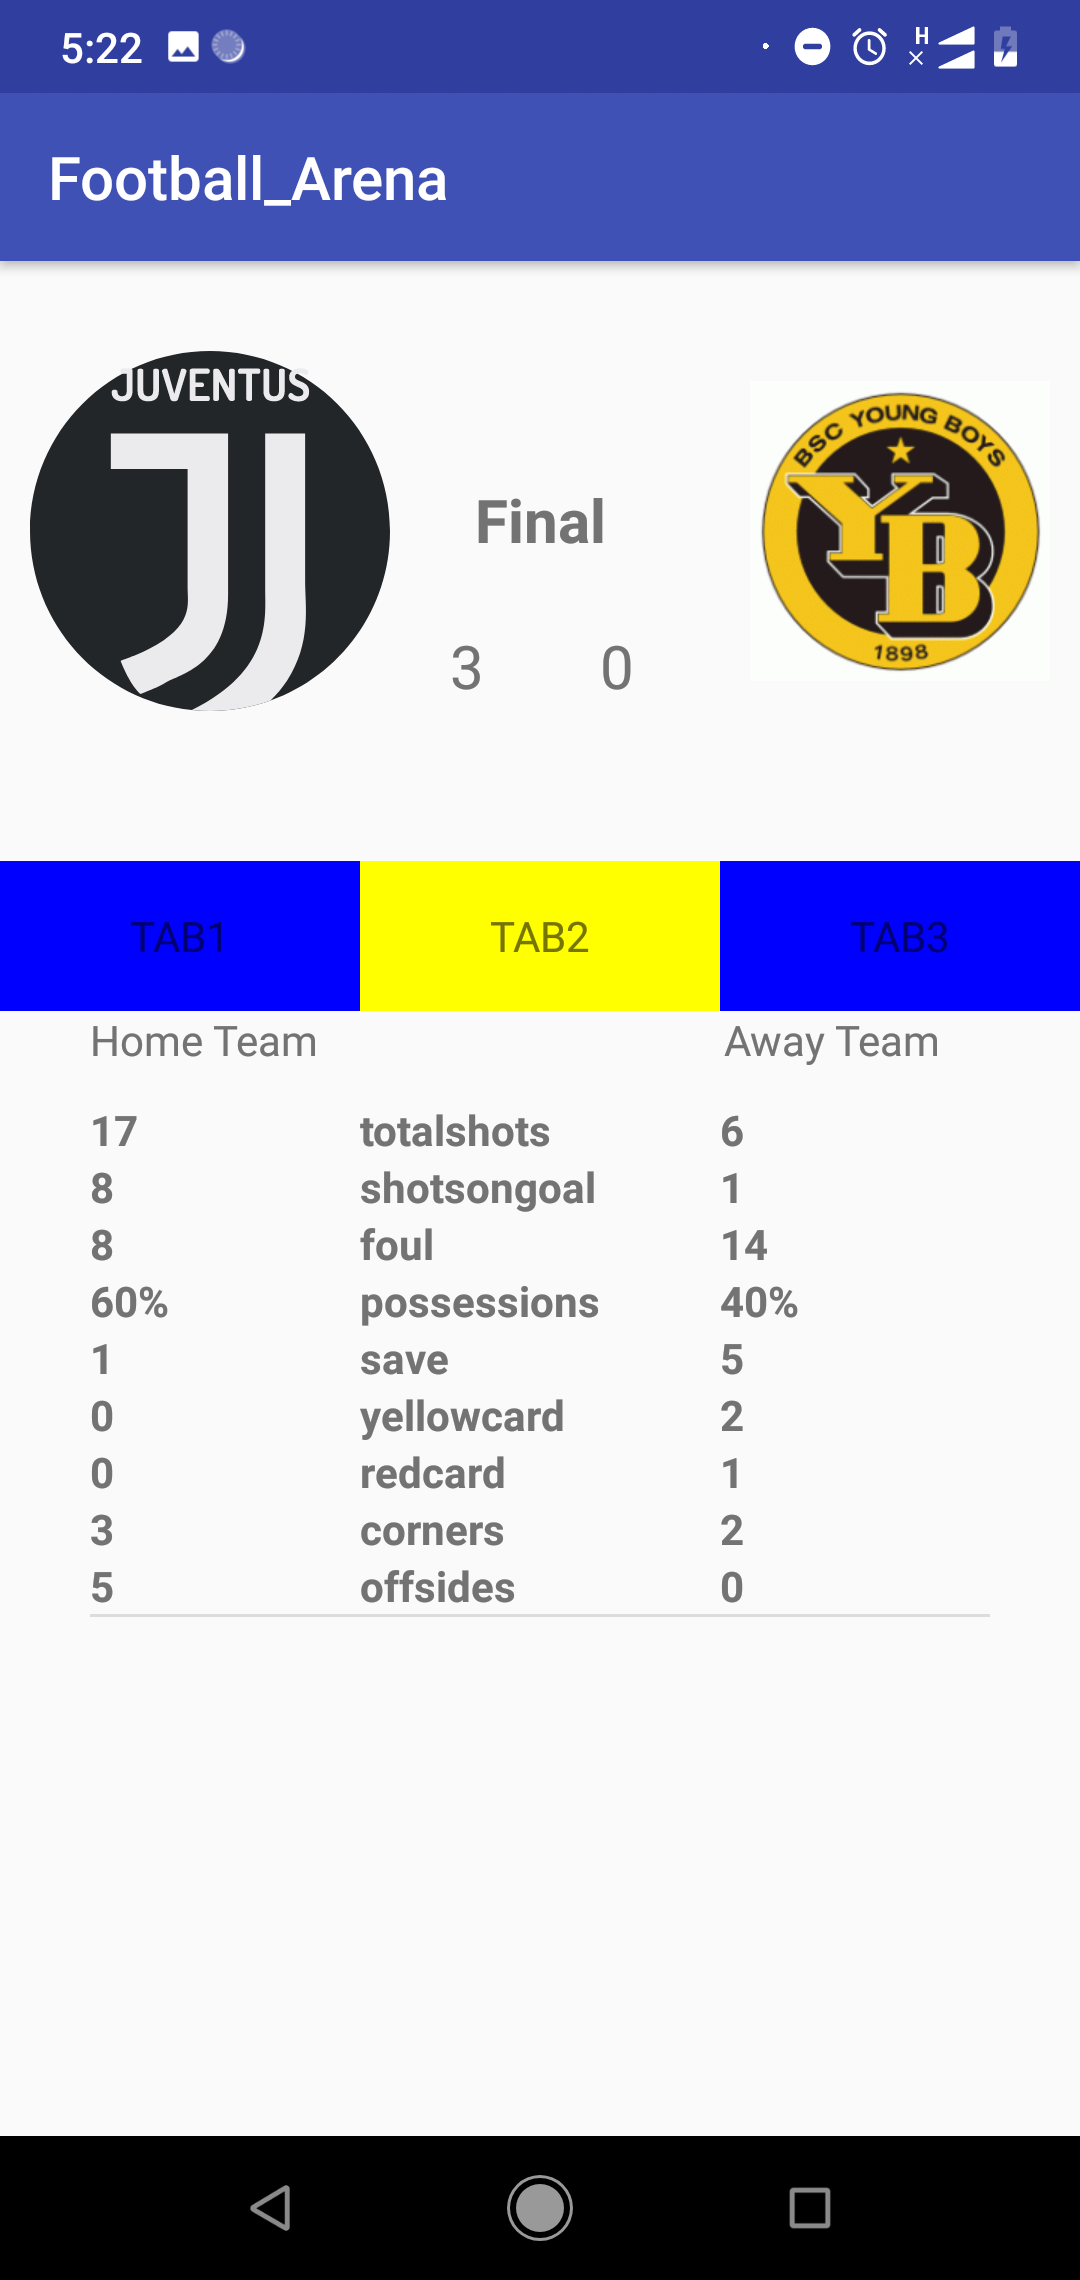 5:22
H
Football_Arena
JUVENTUS
BSC YOUNG BOYS
YB
1898
Final
3 0
TAB1 TAB2 TAB3
Home Team Away Team
17 totalshots 6
8 shotsongoal 1
8 foul 14
60% possessions 40%
1 save 5
0 yellowcard 2
0 redcard 1
3 corners 2
5 offsides 0